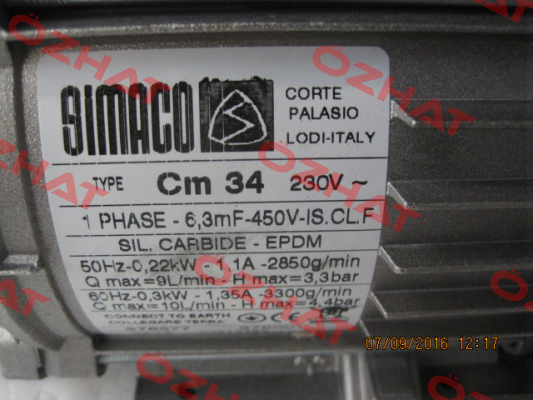 SIMACO
CORTE
PALASIO
LODI-ITALY
TYPE Cm 34 230V ~
1 PHASE - 6,3mF-450V-IS.CL.F
SIL. CARBIDE - EPDM
50Hz-0,22kW - 1,1A -2850g/min
Q max=9L/min - H max=3,3bar
60Hz-0,3kW - 1,35A -3300g/min
Q max=10L/min - H max=4,4bar
CONNECT TO EARTH
COLLEGARE TERRA
07/09/2016 12:17
OZHAT
OZHAT
OZHAT
OZHAT
OZHAT
OZHAT